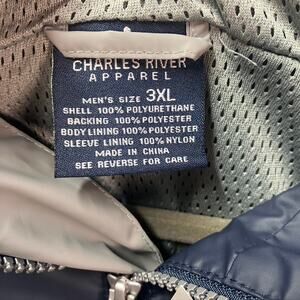 CHARLES RIVER
APPAREL
MEN'S SIZE 3XL
SHELL 100% POLYURETHANE
BACKING 100% POLYESTER
BODY LINING 100% POLYESTER
SLEEVE LINING 100% NYLON
MADE IN CHINA
SEE REVERSE FOR CARE